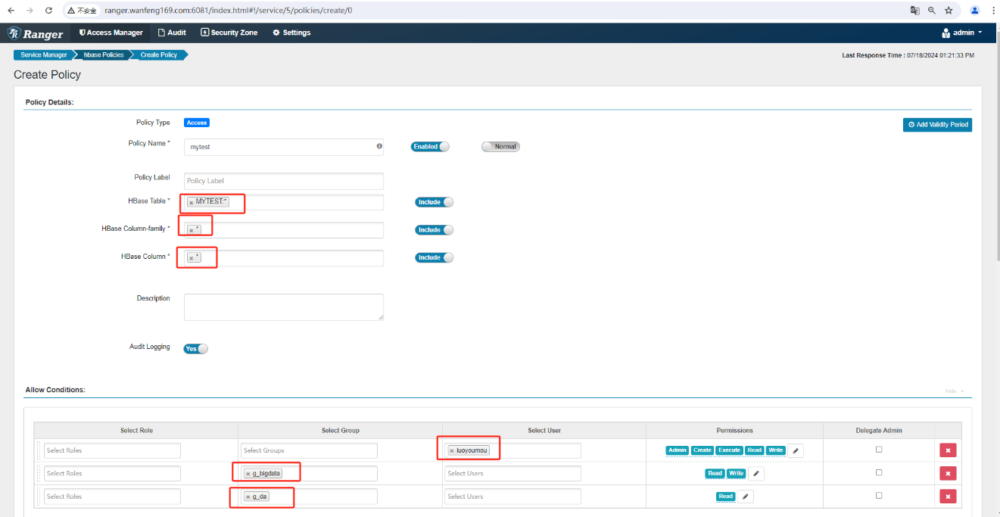 不安全 ranger.wanfeng169.com:6081/index.html#!/service/5/policies/create/0
Ranger Access Manager Audit Security Zone Settings admin
Service Manager hbase Policies Create Policy Last Response Time : 07/18/2024 01:21:33 PM
Create Policy
Policy Details:
Policy Type Access Add Validity Period
Policy Name * mytest Enabled Normal
Policy Label Policy Label
HBase Table * × MYTEST:* Include
HBase Column-family * × * Include
HBase Column * × * Include
Description
Audit Logging Yes
Allow Conditions: hide
Select Role Select Group Select User Permissions Delegate Admin
Select Roles Select Groups × luoyoumou Admin Create Execute Read Write
Select Roles × g_bigdata Select Users Read Write
Select Roles × g_da Select Users Read